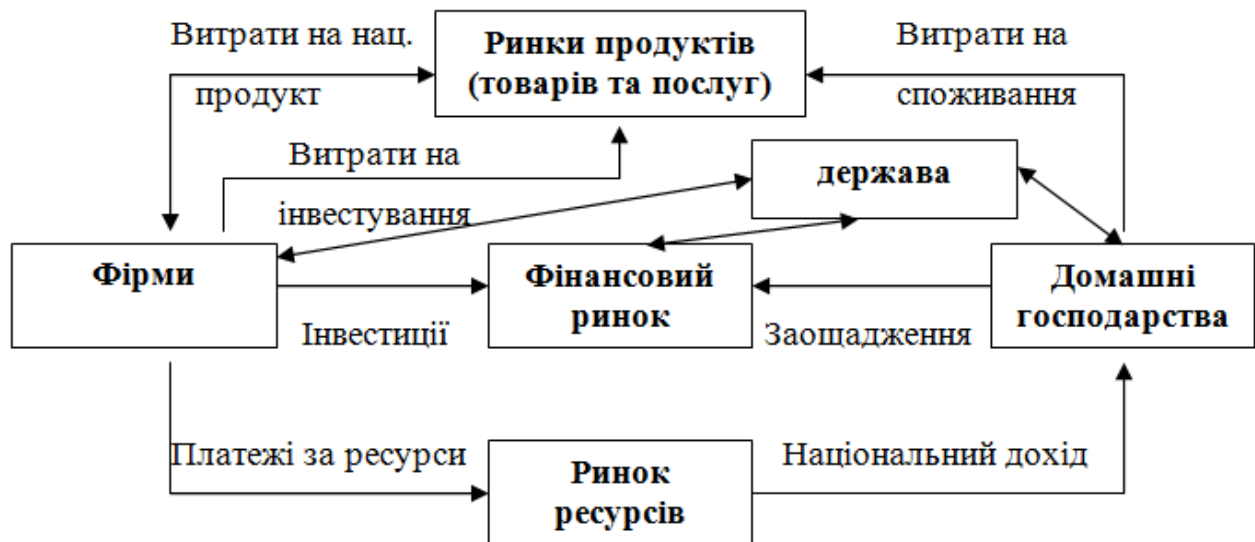 Витрати на нац.
продукт
Ринки продуктів
(товарів та послуг)
Витрати на
споживання
Витрати на
інвестування
держава
Фірми
Фінансовий
ринок
Домашні
господарства
Інвестиції
Заощадження
Платежі за ресурси
Ринок
ресурсів
Національний дохід